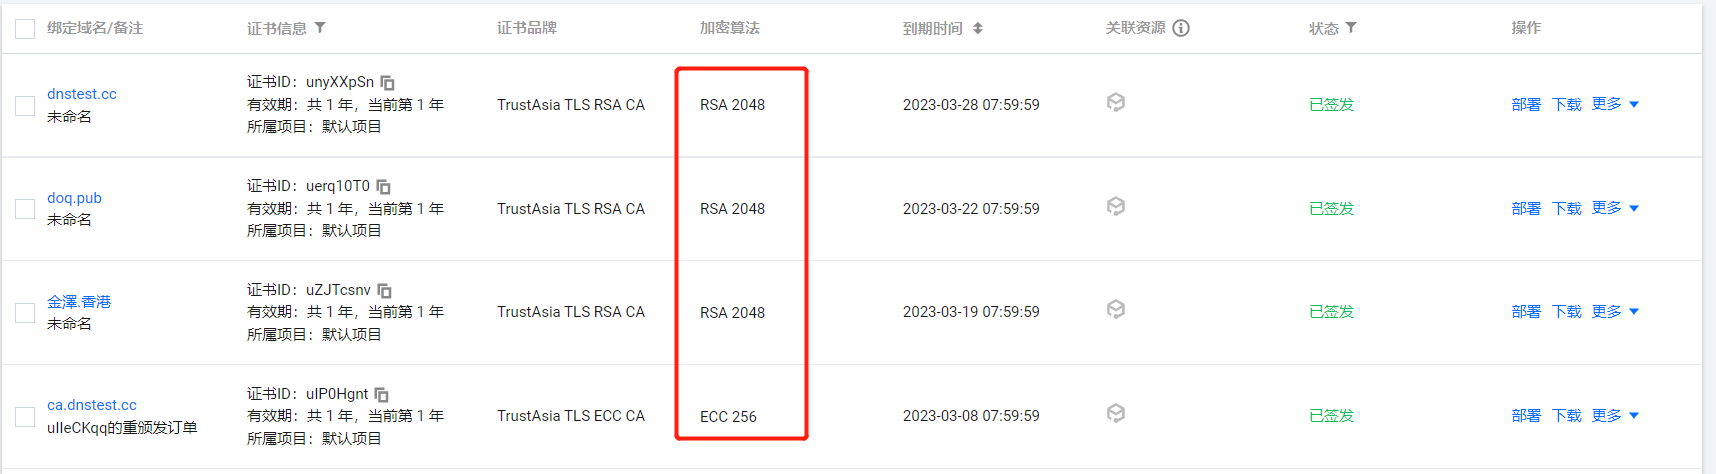 绑定域名/备注 证书信息 证书品牌 加密算法 到期时间 关联资源 状态 操作
dnstest.cc
未命名
证书ID：unyXXpSn
有效期：共 1 年，当前第 1 年
所属项目：默认项目
TrustAsia TLS RSA CA
RSA 2048
2023-03-28 07:59:59
已签发
部署 下载 更多
doq.pub
未命名
证书ID：uerq10T0
有效期：共 1 年，当前第 1 年
所属项目：默认项目
TrustAsia TLS RSA CA
RSA 2048
2023-03-22 07:59:59
已签发
部署 下载 更多
金澤.香港
未命名
证书ID：uZJTcsnv
有效期：共 1 年，当前第 1 年
所属项目：默认项目
TrustAsia TLS RSA CA
RSA 2048
2023-03-19 07:59:59
已签发
部署 下载 更多
ca.dnstest.cc
uIleCKqq的重颁发订单
证书ID：uIP0Hgnt
有效期：共 1 年，当前第 1 年
所属项目：默认项目
TrustAsia TLS ECC CA
ECC 256
2023-03-08 07:59:59
已签发
部署 下载 更多